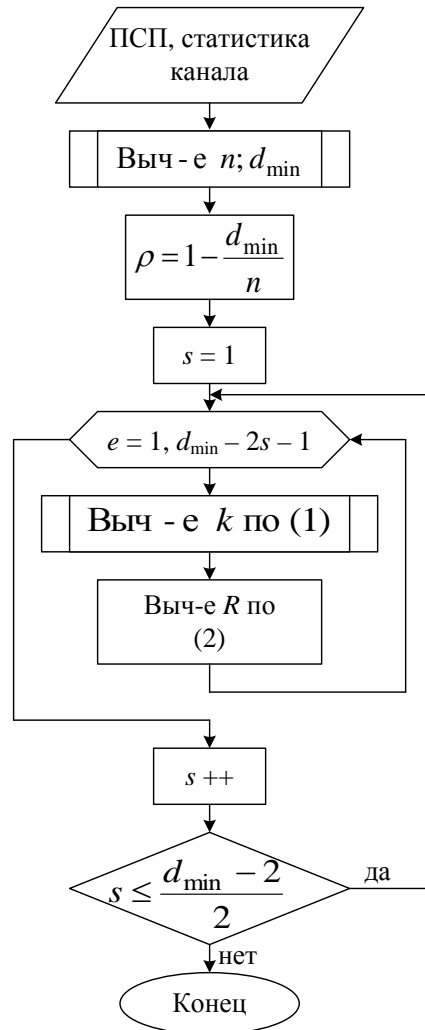 ПСП, статистика
канала
Выч - е n; d_min
ρ = 1 − d_min / n
s = 1
e = 1, d_min – 2s – 1
Выч - е k по (1)
Выч-е R по
(2)
s ++
s ≤ (d_min − 2) / 2
да
нет
Конец